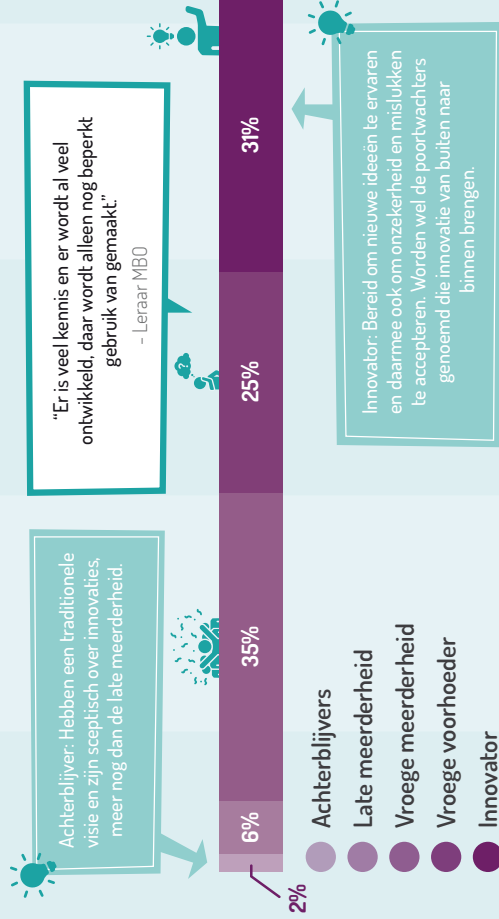 Achterblijver: Hebben een traditionele
visie en zijn sceptisch over innovaties,
meer nog dan de late meerderheid.
“Er is veel kennis en er wordt al veel
ontwikkeld, daar wordt alleen nog beperkt
gebruik van gemaakt.”
- Leraar MBO
2%
6%
35%
25%
31%
Achterblijvers
Late meerderheid
Vroege meerderheid
Vroege voorhoeder
Innovator
Innovator: Bereid om nieuwe ideeën te ervaren
en daarmee ook om onzekerheid en mislukken
te accepteren. Worden wel de poortwachters
genoemd die innovatie van buiten naar
binnen brengen.